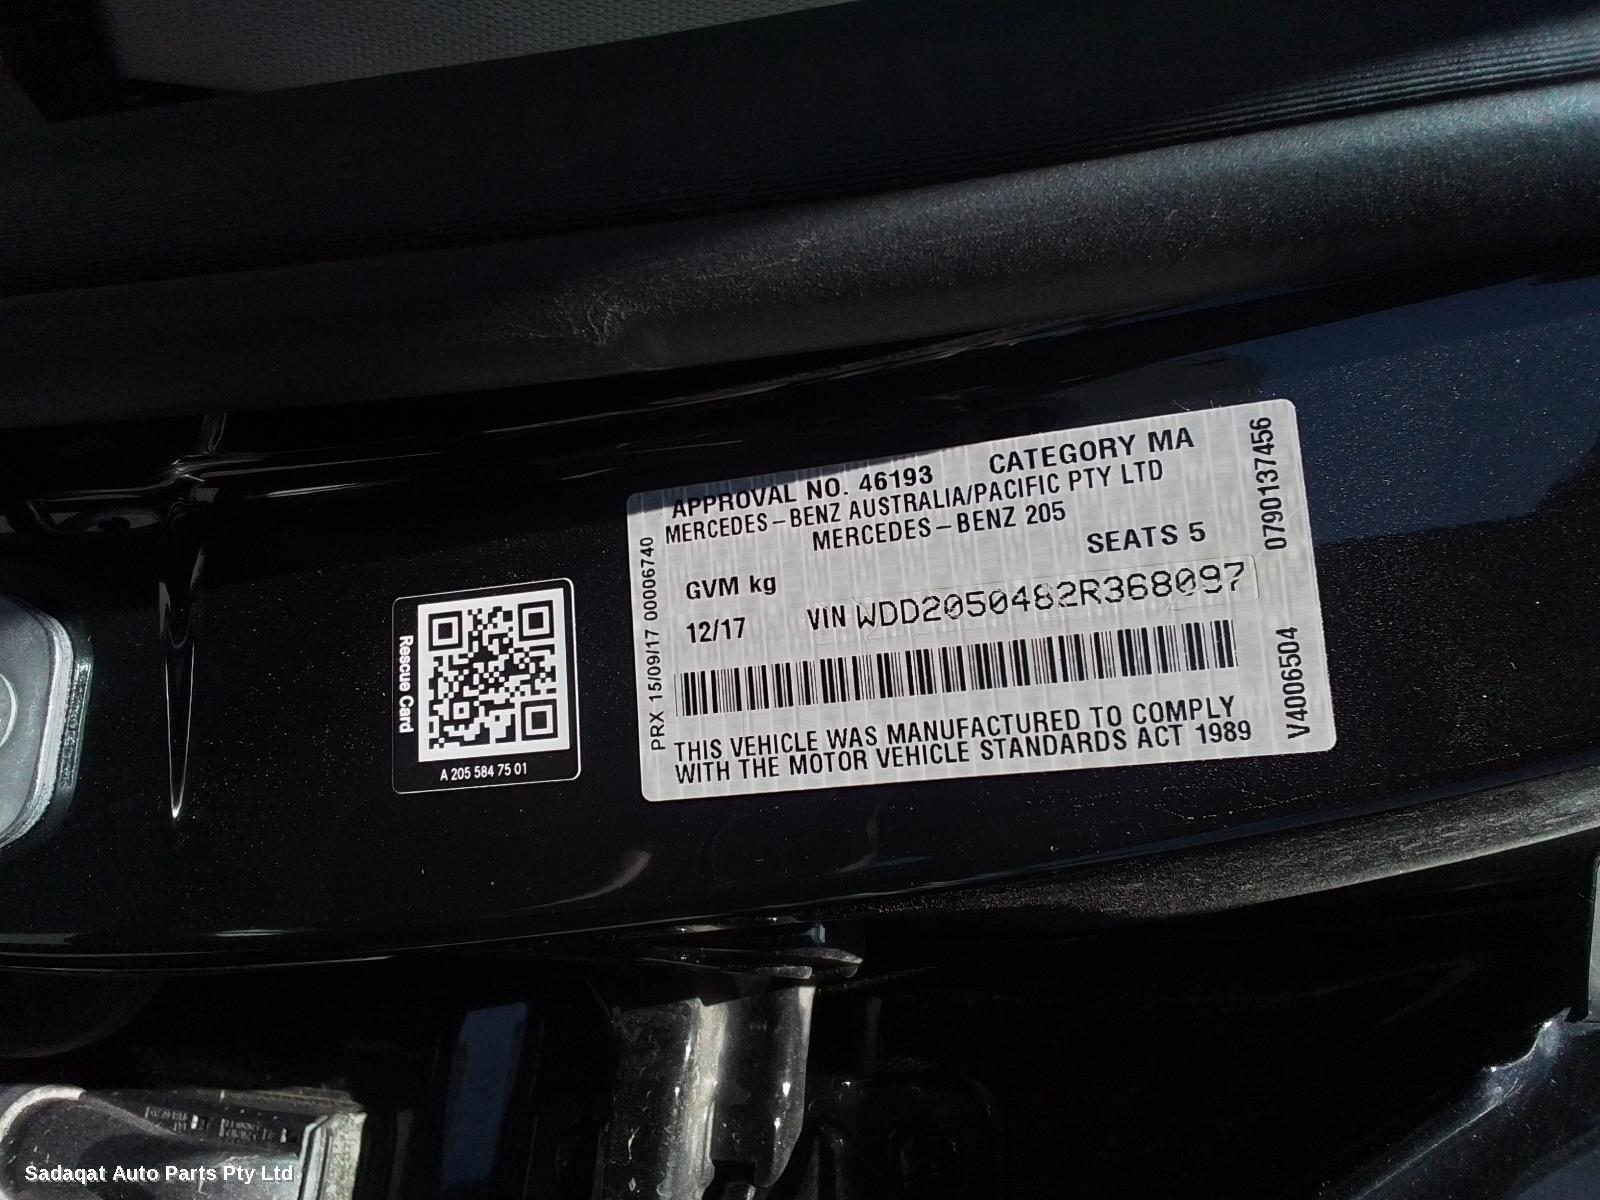 APPROVAL NO. 46193 CATEGORY MA
MERCEDES-BENZ AUSTRALIA/PACIFIC PTY LTD
MERCEDES-BENZ 205
SEATS 5
GVM kg
12/17 VIN WDD2050482R368097
THIS VEHICLE WAS MANUFACTURED TO COMPLY
WITH THE MOTOR VEHICLE STANDARDS ACT 1989
PRX 15/09/17 00006740
0790137456
V4006504
Rescue Card
A 205 584 75 01
Sadaqat Auto Parts Pty Ltd